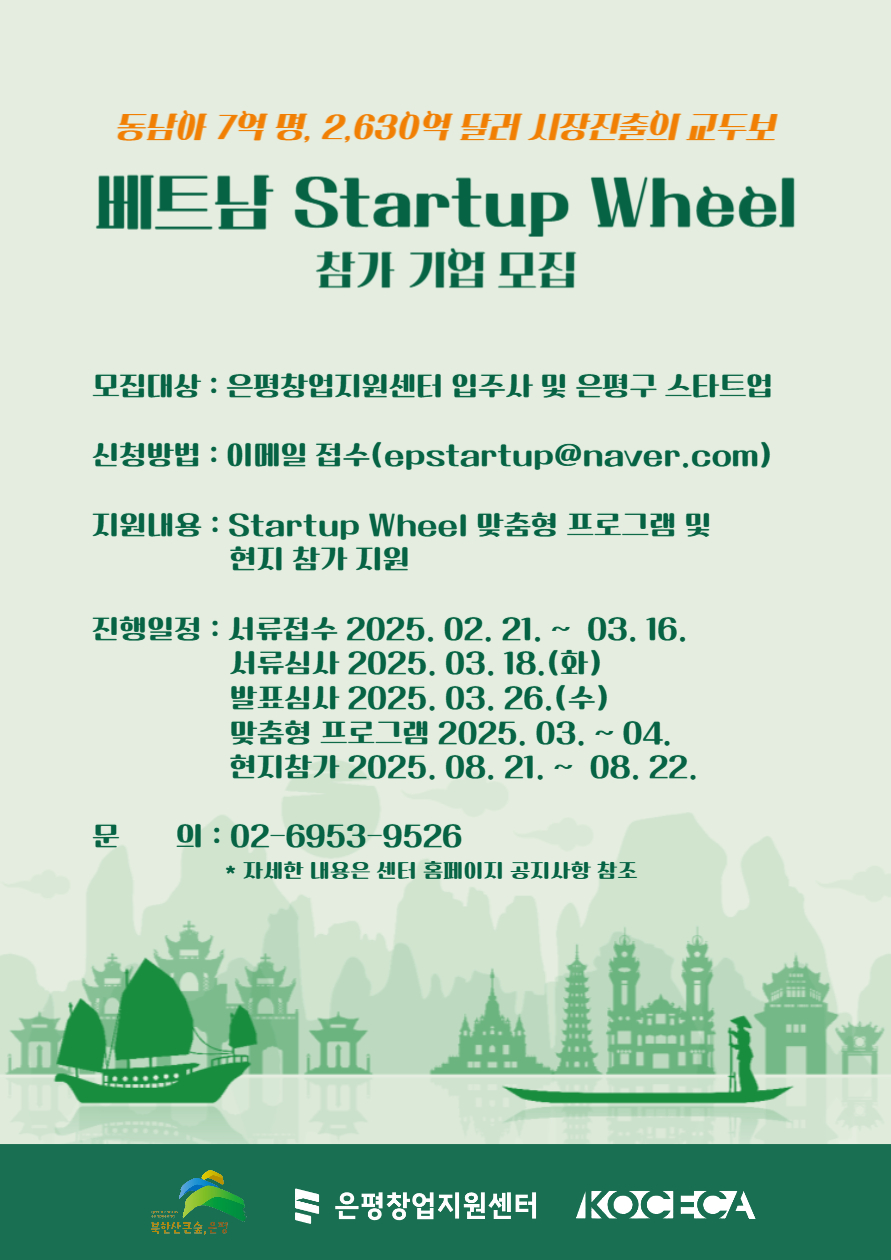 동남아 7억 명, 2,630억 달러 시장진출의 교두보
베트남 Startup Wheel
참가 기업 모집
모집대상 : 은평창업지원센터 입주사 및 은평구 스타트업
신청방법 : 이메일 접수(epstartup@naver.com)
지원내용 : Startup Wheel 맞춤형 프로그램 및
현지 참가 지원
진행일정 : 서류접수 2025. 02. 21. ~ 03. 16.
서류심사 2025. 03. 18.(화)
발표심사 2025. 03. 26.(수)
맞춤형 프로그램 2025. 03. ~ 04.
현지참가 2025. 08. 21. ~ 08. 22.
문 의 : 02-6953-9526
* 자세한 내용은 센터 홈페이지 공지사항 참조
북한산큰숲, 은평
은평창업지원센터
KOCECA